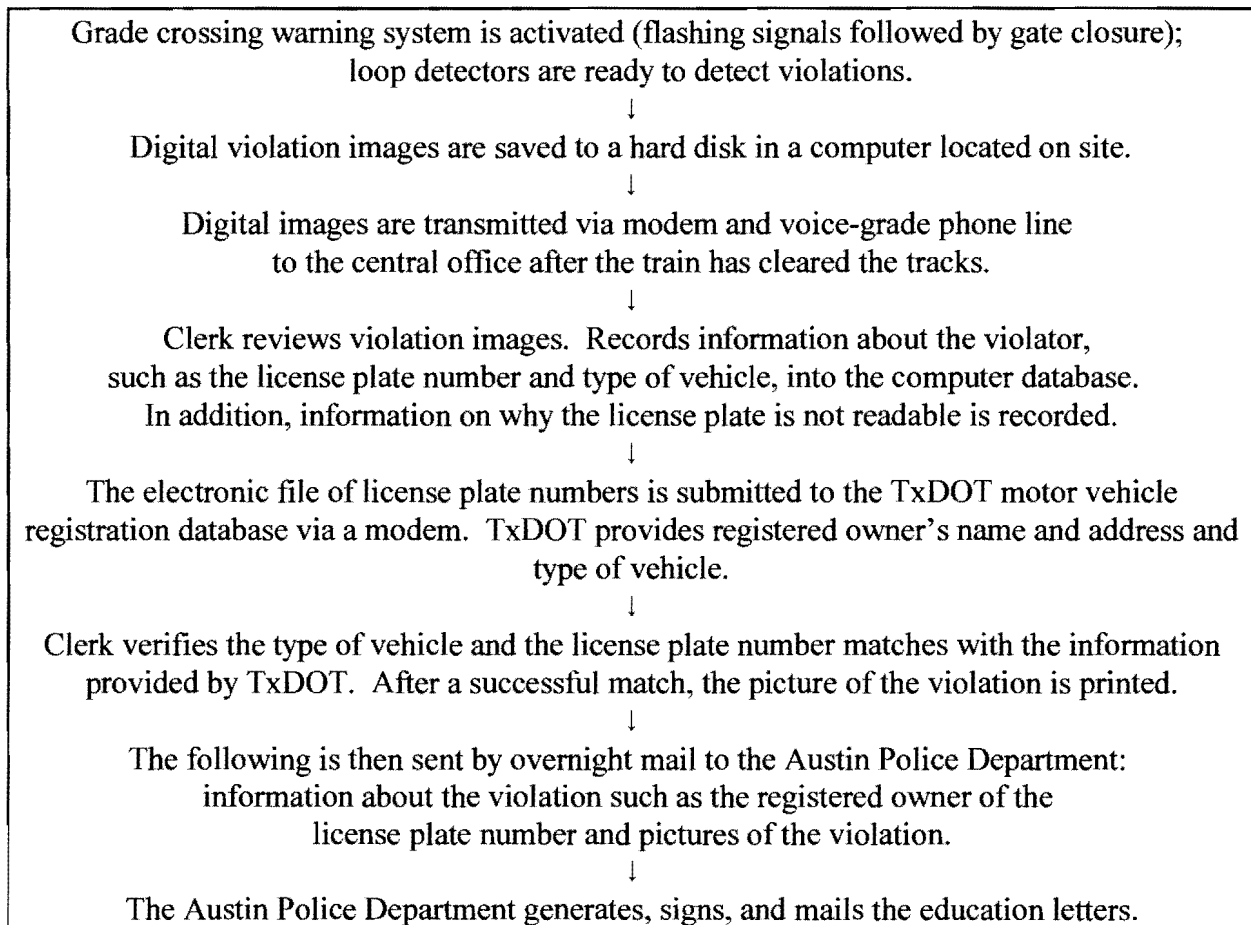 Grade crossing warning system is activated (flashing signals followed by gate closure);
loop detectors are ready to detect violations.
↓
Digital violation images are saved to a hard disk in a computer located on site.
↓
Digital images are transmitted via modem and voice-grade phone line
to the central office after the train has cleared the tracks.
↓
Clerk reviews violation images. Records information about the violator,
such as the license plate number and type of vehicle, into the computer database.
In addition, information on why the license plate is not readable is recorded.
↓
The electronic file of license plate numbers is submitted to the TxDOT motor vehicle
registration database via a modem. TxDOT provides registered owner's name and address and
type of vehicle.
↓
Clerk verifies the type of vehicle and the license plate number matches with the information
provided by TxDOT. After a successful match, the picture of the violation is printed.
↓
The following is then sent by overnight mail to the Austin Police Department:
information about the violation such as the registered owner of the
license plate number and pictures of the violation.
↓
The Austin Police Department generates, signs, and mails the education letters.